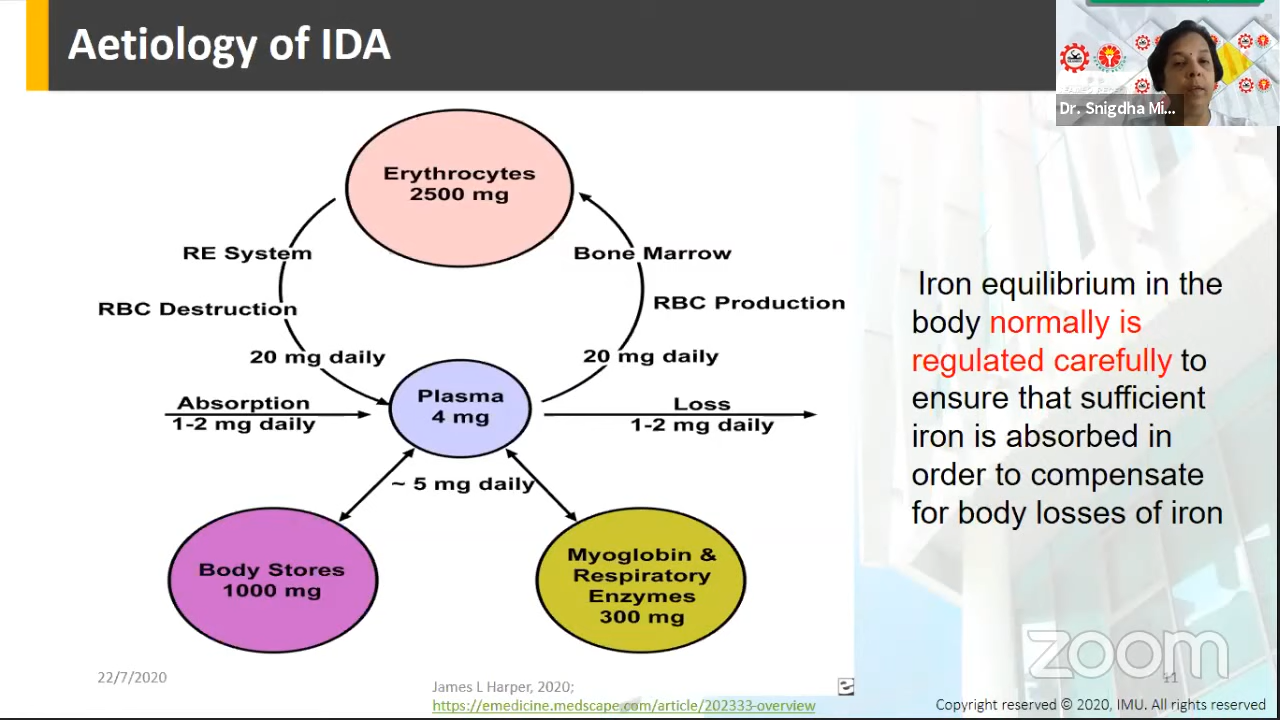 Aetiology of IDA
Dr. Snigdha Mi...
Erythrocytes
2500 mg
RE System
Bone Marrow
RBC Destruction
RBC Production
20 mg daily
20 mg daily
Plasma
4 mg
Absorption
1-2 mg daily
Loss
1-2 mg daily
~ 5 mg daily
Body Stores
1000 mg
Myoglobin &
Respiratory
Enzymes
300 mg
Iron equilibrium in the
body normally is
regulated carefully to
ensure that sufficient
iron is absorbed in
order to compensate
for body losses of iron
zoom
22/7/2020
James L Harper, 2020;
https://emedicine.medscape.com/article/202333-overview
11
Copyright reserved © 2020, IMU. All rights reserved